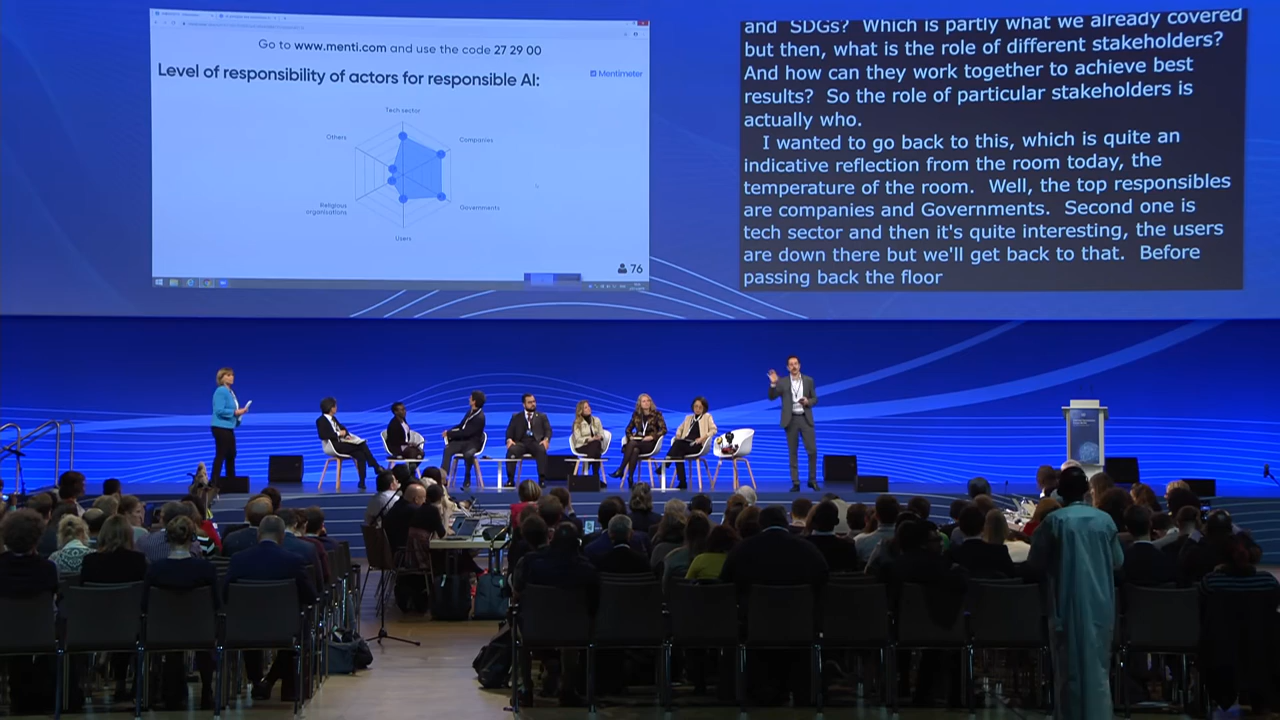 Go to www.menti.com and use the code 27 29 00
Level of responsibility of actors for responsible AI:
Mentimeter
Tech sector
Others
Companies
Religious
organisations
Governments
Users
76
and SDGs? Which is partly what we already covered
but then, what is the role of different stakeholders?
And how can they work together to achieve best
results? So the role of particular stakeholders is
actually who.
I wanted to go back to this, which is quite an
indicative reflection from the room today, the
temperature of the room. Well, the top responsibles
are companies and Governments. Second one is
tech sector and then it's quite interesting, the users
are down there but we'll get back to that. Before
passing back the floor